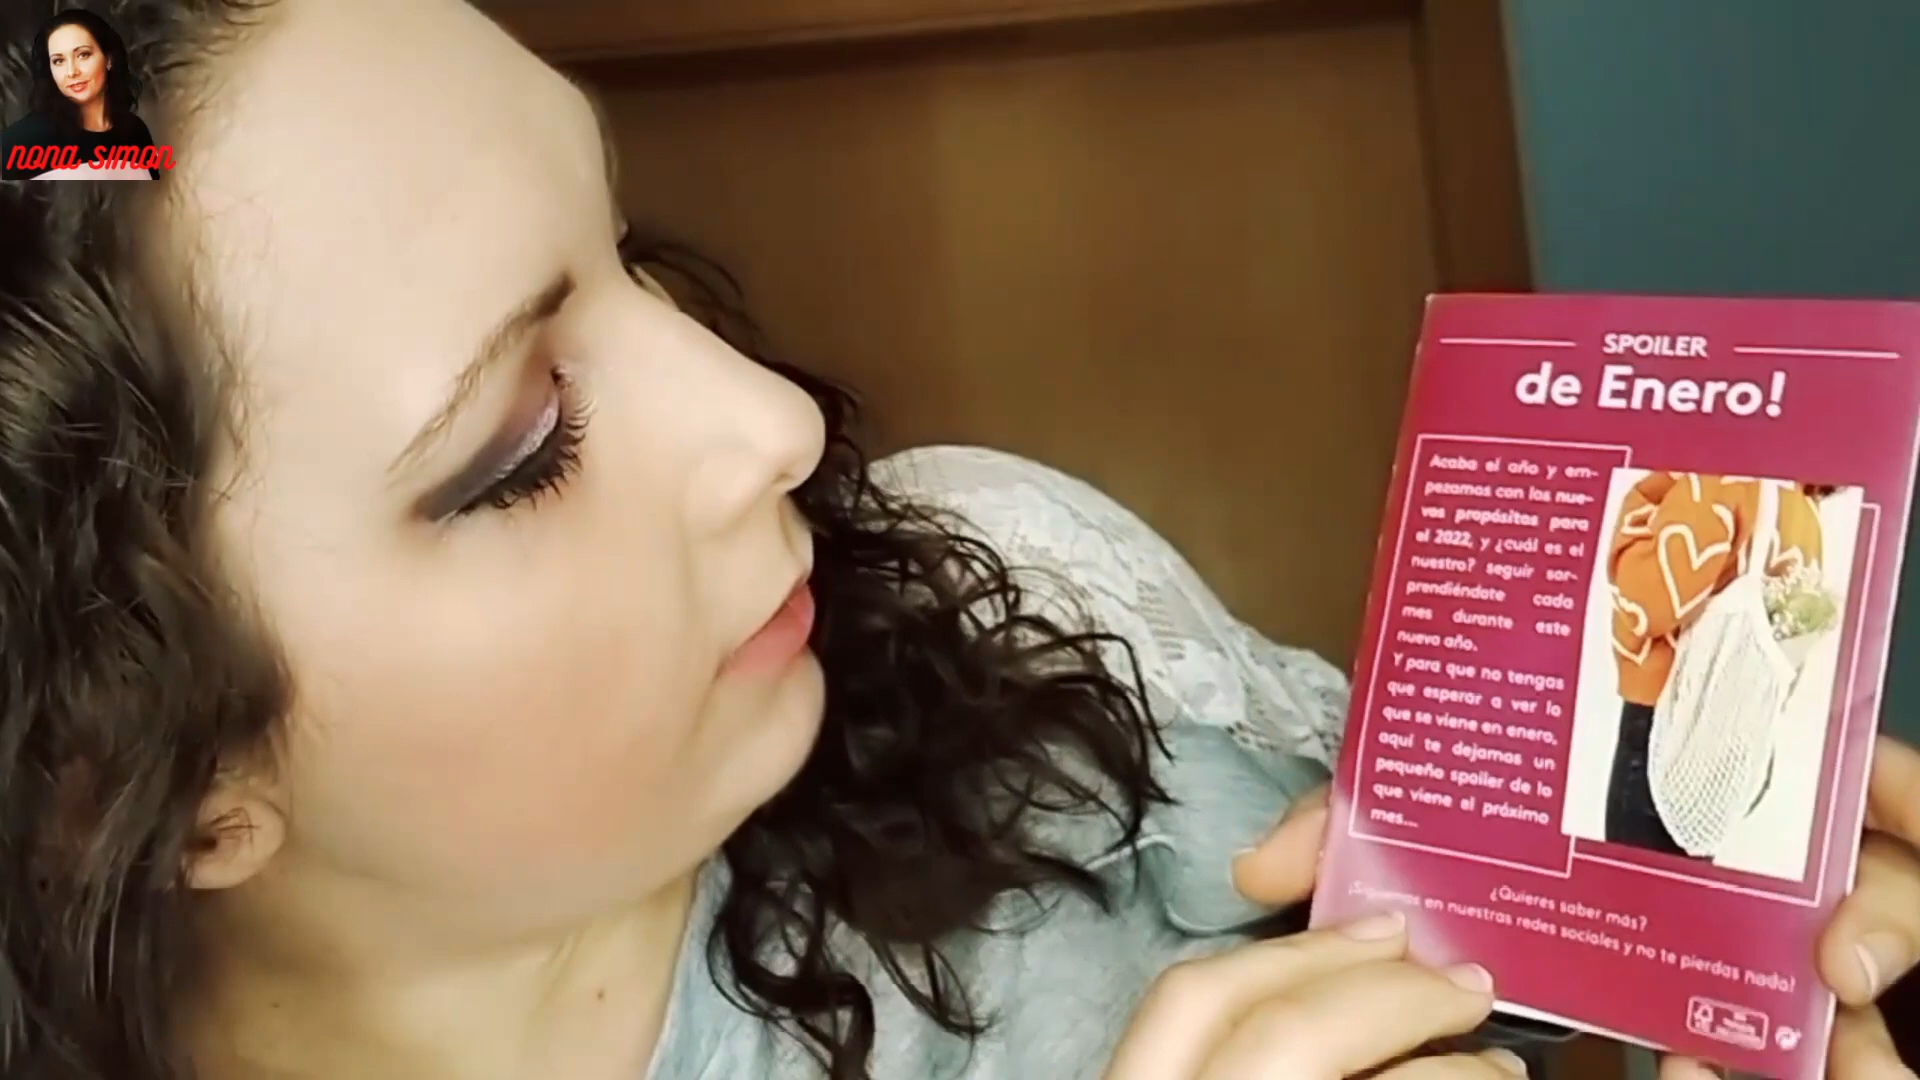 nona simon
SPOILER
de Enero!
Acaba el año y em-
pezamos con los nue-
vos propósitos para
el 2022, y ¿cuál es el
nuestro? seguir sor-
prendiéndote cada
mes durante este
nuevo año.
Y para que no tengas
que esperar a ver lo
que se viene en enero,
aquí te dejamos un
pequeño spoiler de lo
que viene el próximo
mes...
¿Quieres saber más?
¡Síguenos en nuestras redes sociales y no te pierdas nada!